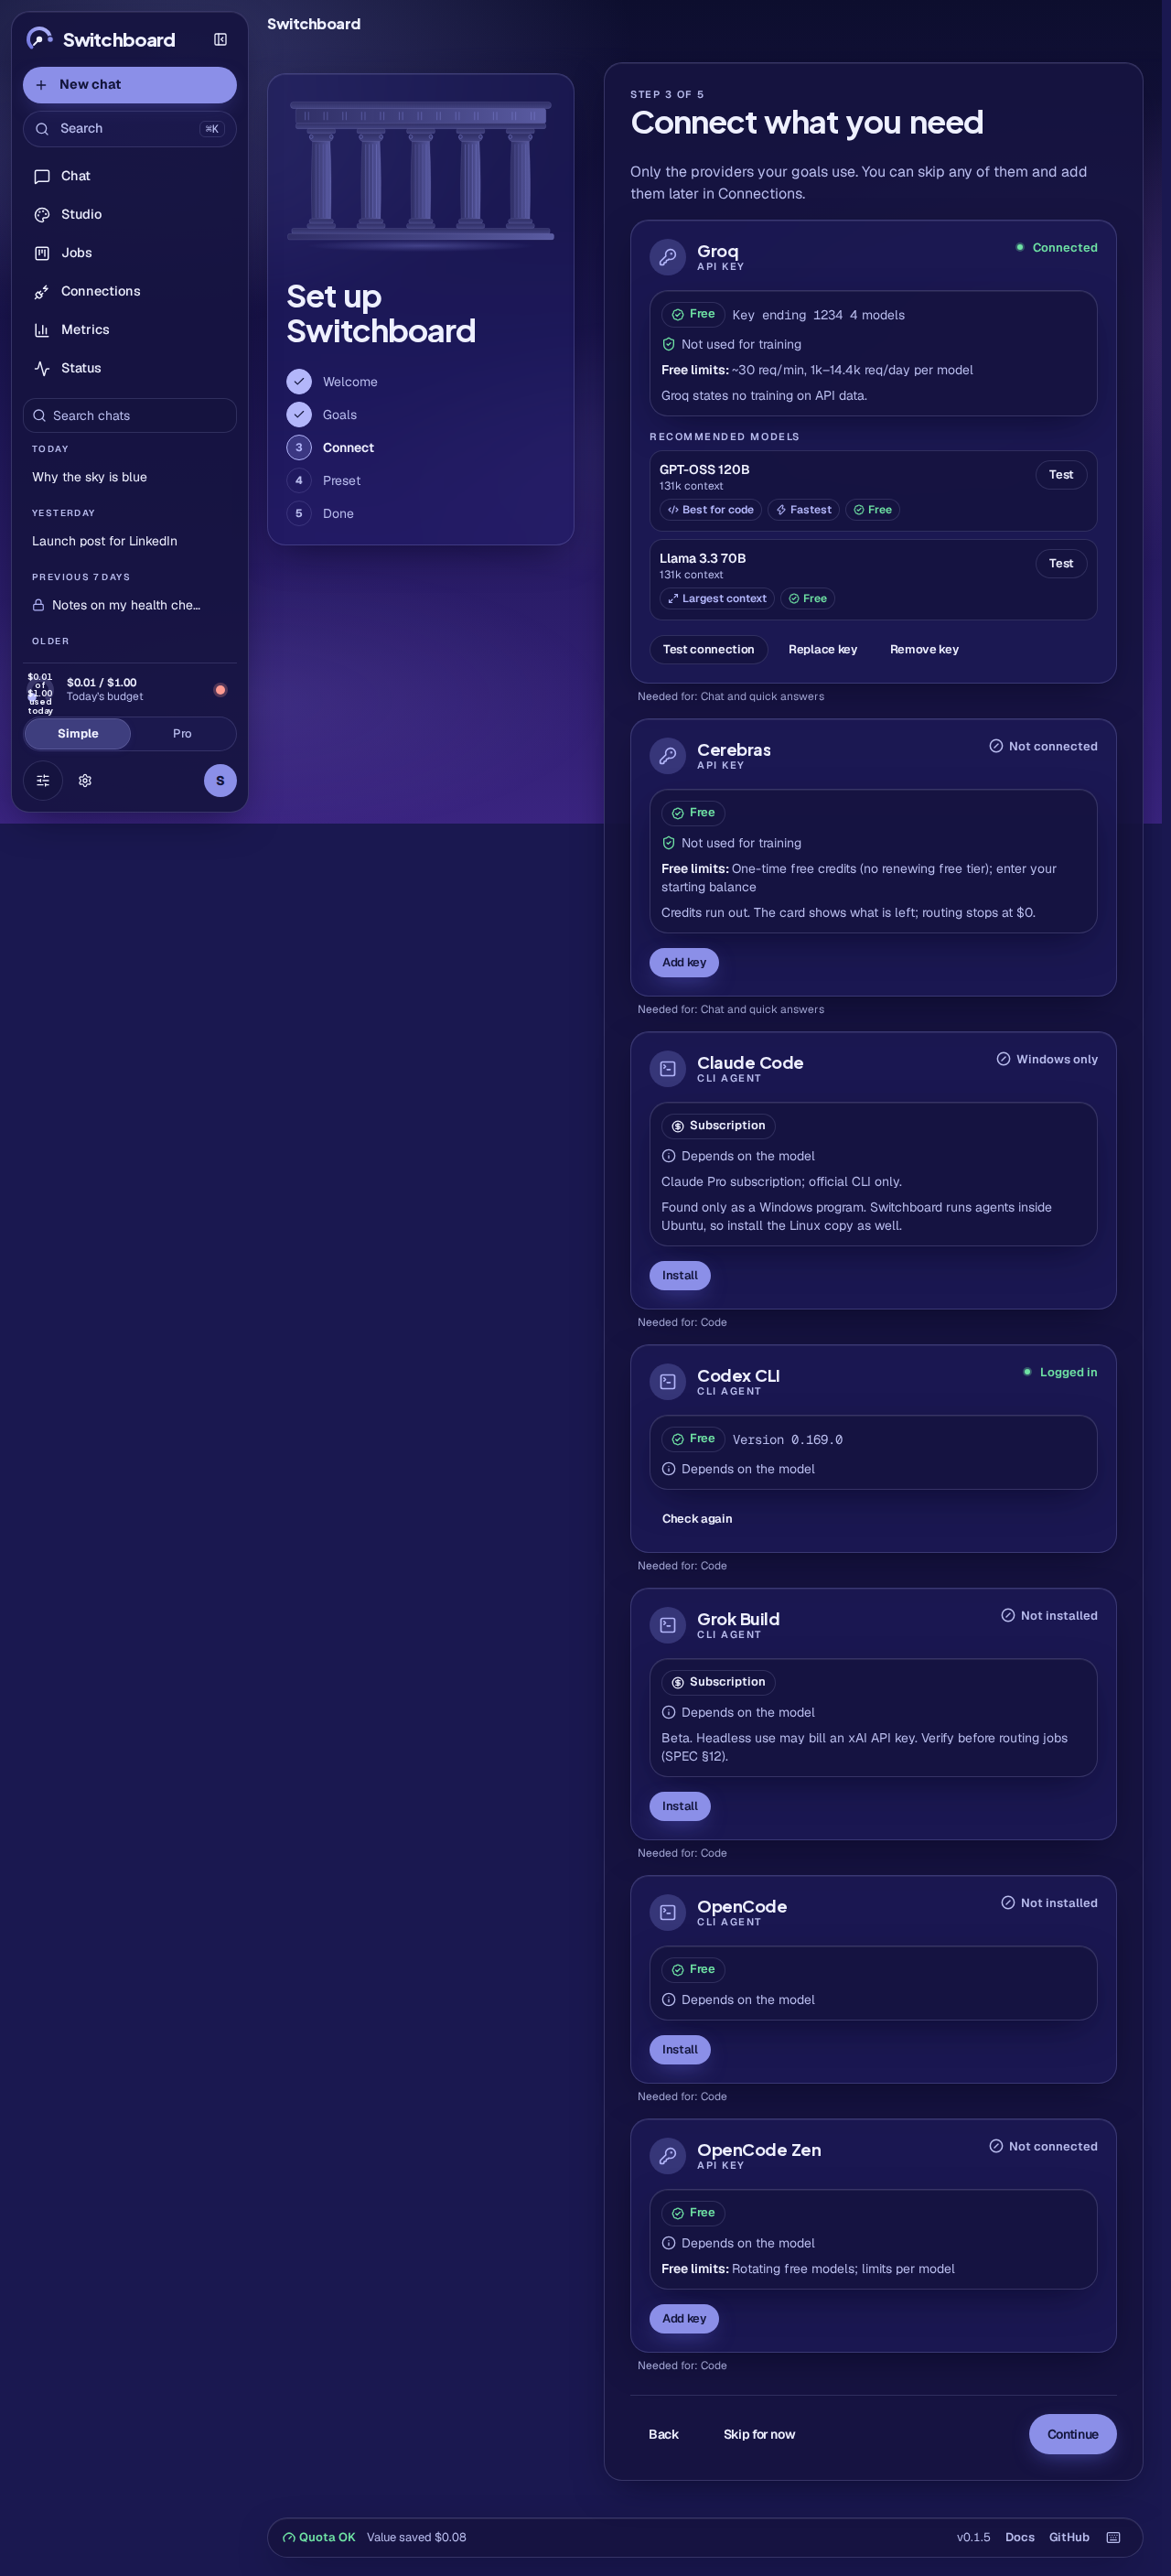 Switchboard
New chat
Search
⌘K
Chat
Studio
Jobs
Connections
Metrics
Status
Search chats
TODAY
Why the sky is blue
YESTERDAY
Launch post for LinkedIn
PREVIOUS 7 DAYS
Notes on my health che...
OLDER
$0.01
of
$1.00
used
today
$0.01 / $1.00
Today's budget
Simple
Pro
S
Switchboard
Set up
Switchboard
Welcome
Goals
3 Connect
4 Preset
5 Done
STEP 3 OF 5
Connect what you need
Only the providers your goals use. You can skip any of them and add
them later in Connections.
Groq
API KEY
Connected
Free Key ending 1234 4 models
Not used for training
Free limits: ~30 req/min, 1k–14.4k req/day per model
Groq states no training on API data.
RECOMMENDED MODELS
GPT-OSS 120B
131k context
Best for code Fastest Free
Test
Llama 3.3 70B
131k context
Largest context Free
Test
Test connection Replace key Remove key
Needed for: Chat and quick answers
Cerebras
API KEY
Not connected
Free
Not used for training
Free limits: One-time free credits (no renewing free tier); enter your
starting balance
Credits run out. The card shows what is left; routing stops at $0.
Add key
Needed for: Chat and quick answers
Claude Code
CLI AGENT
Windows only
Subscription
Depends on the model
Claude Pro subscription; official CLI only.
Found only as a Windows program. Switchboard runs agents inside
Ubuntu, so install the Linux copy as well.
Install
Needed for: Code
Codex CLI
CLI AGENT
Logged in
Free Version 0.169.0
Depends on the model
Check again
Needed for: Code
Grok Build
CLI AGENT
Not installed
Subscription
Depends on the model
Beta. Headless use may bill an xAI API key. Verify before routing jobs
(SPEC §12).
Install
Needed for: Code
OpenCode
CLI AGENT
Not installed
Free
Depends on the model
Install
Needed for: Code
OpenCode Zen
API KEY
Not connected
Free
Depends on the model
Free limits: Rotating free models; limits per model
Add key
Needed for: Code
Back Skip for now Continue
Quota OK Value saved $0.08
v0.1.5 Docs GitHub